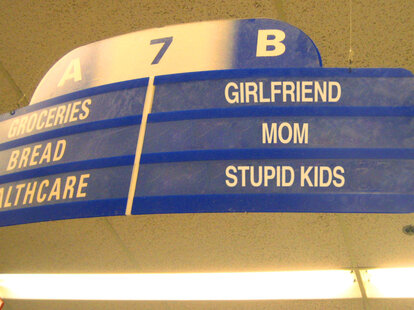 A 7 B
GROCERIES
BREAD
ALTHCARE
GIRLFRIEND
MOM
STUPID KIDS